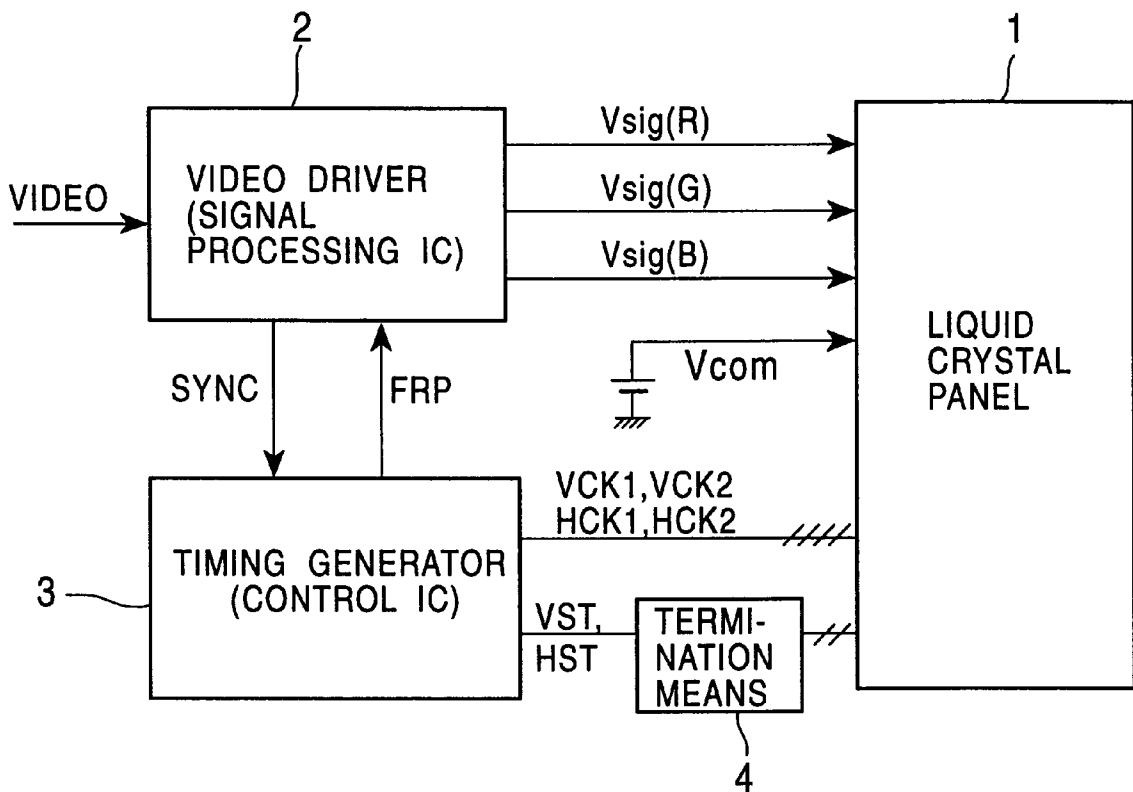 2
1
VIDEO
VIDEO DRIVER
(SIGNAL
PROCESSING IC)
Vsig(R)
Vsig(G)
Vsig(B)
Vcom
LIQUID
CRYSTAL
PANEL
SYNC
FRP
3
TIMING GENERATOR
(CONTROL IC)
VCK1,VCK2
HCK1,HCK2
VST,
HST
TERMI-
NATION
MEANS
4